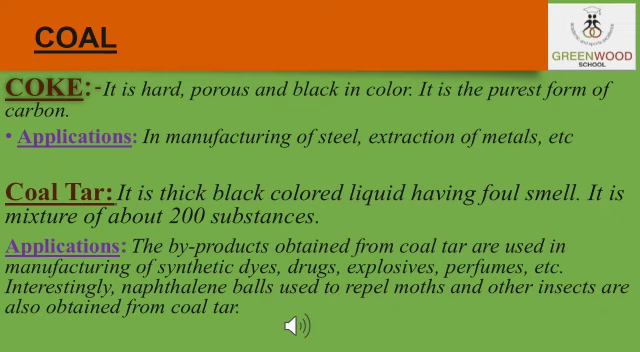 COAL
GREENWOOD
SCHOOL
COKE:-It is hard, porous and black in color. It is the purest form of
carbon.
• Applications: In manufacturing of steel, extraction of metals, etc
Coal Tar: It is thick black colored liquid having foul smell. It is
mixture of about 200 substances.
Applications: The by-products obtained from coal tar are used in
manufacturing of synthetic dyes, drugs, explosives, perfumes, etc.
Interestingly, naphthalene balls used to repel moths and other insects are
also obtained from coal tar.